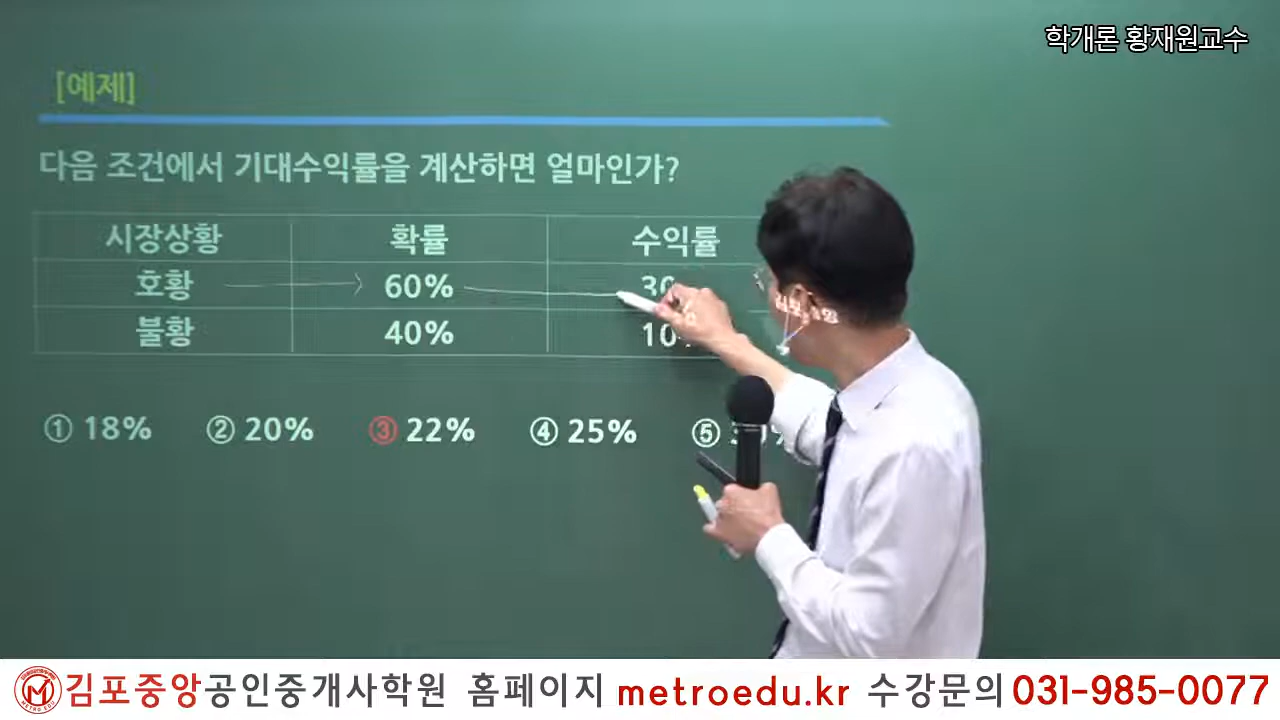 학개론 황재원교수
[예제]
다음 조건에서 기대수익률을 계산하면 얼마인가?
시장상황 확률 수익률
호황 60% 30
불황 40% 10
① 18% ② 20% ③ 22% ④ 25% ⑤
METRO EDU 김포중앙공인중개사학원 홈페이지 metroedu.kr 수강문의 031-985-0077